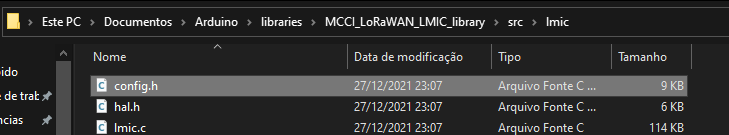 Este PC > Documentos > Arduino > libraries > MCCI_LoRaWAN_LMIC_library > src > lmic
Nome Data de modificação Tipo Tamanho
config.h 27/12/2021 23:07 Arquivo Fonte C ... 9 KB
pido
hal.h 27/12/2021 23:07 Arquivo Fonte C ... 6 KB
e de trab
lmic.c 27/12/2021 23:07 Arquivo Fonte C 114 KB
ncias